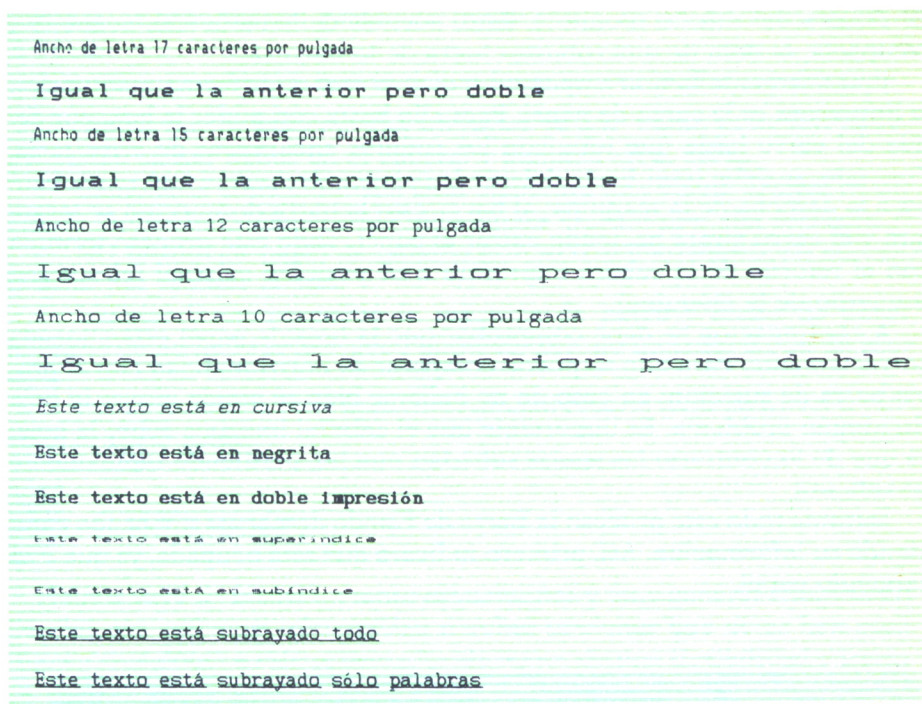 Ancho de letra 17 caracteres por pulgada
Igual que la anterior pero doble
Ancho de letra 15 caracteres por pulgada
Igual que la anterior pero doble
Ancho de letra 12 caracteres por pulgada
Igual que la anterior pero doble
Ancho de letra 10 caracteres por pulgada
Igual que la anterior pero doble
Este texto está en cursiva
Este texto está en negrita
Este texto está en doble impresión
Este texto está en superíndice
Este texto está en subíndice
Este texto está subrayado todo
Este texto está subrayado sólo palabras